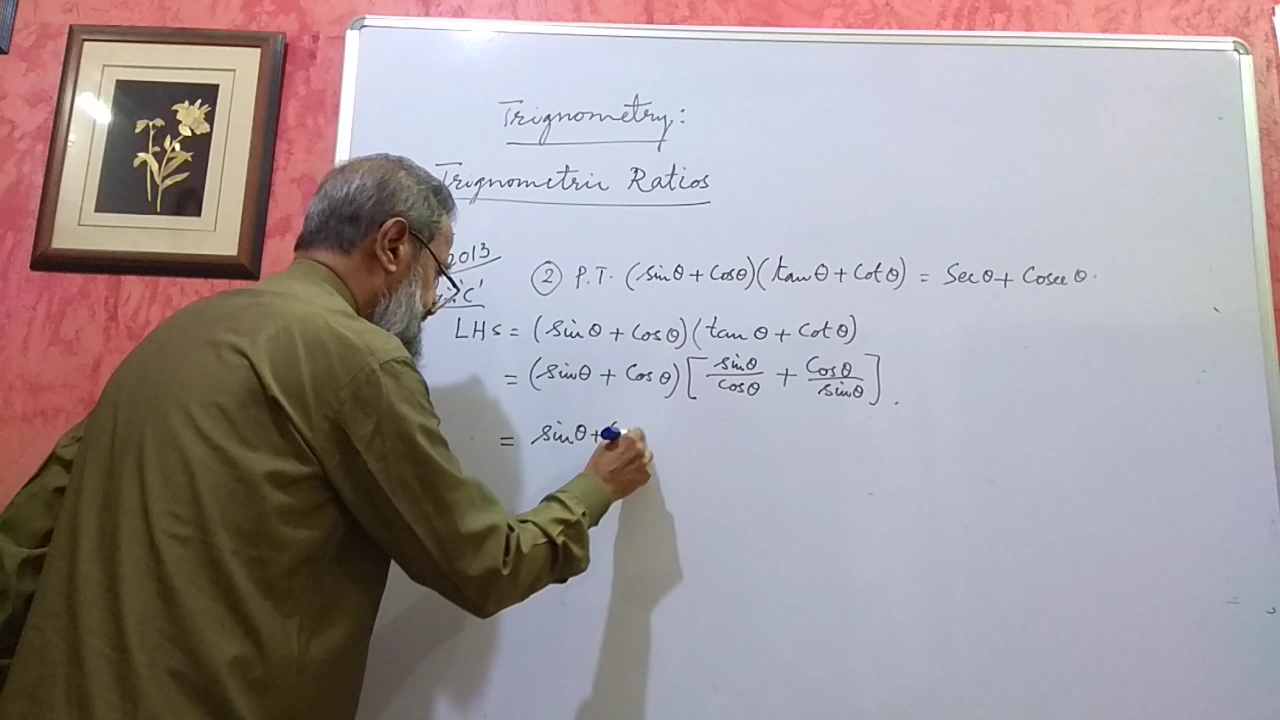 Trignometry:
Trignometric Ratios
2013
② P.T. (sinθ + cosθ)(tanθ + cotθ) = Secθ + Cosecθ.
'C'
LHS = (sinθ + cosθ)(tanθ + cotθ)
= (sinθ + cosθ)[sinθ/cosθ + cosθ/sinθ].
= sinθ +